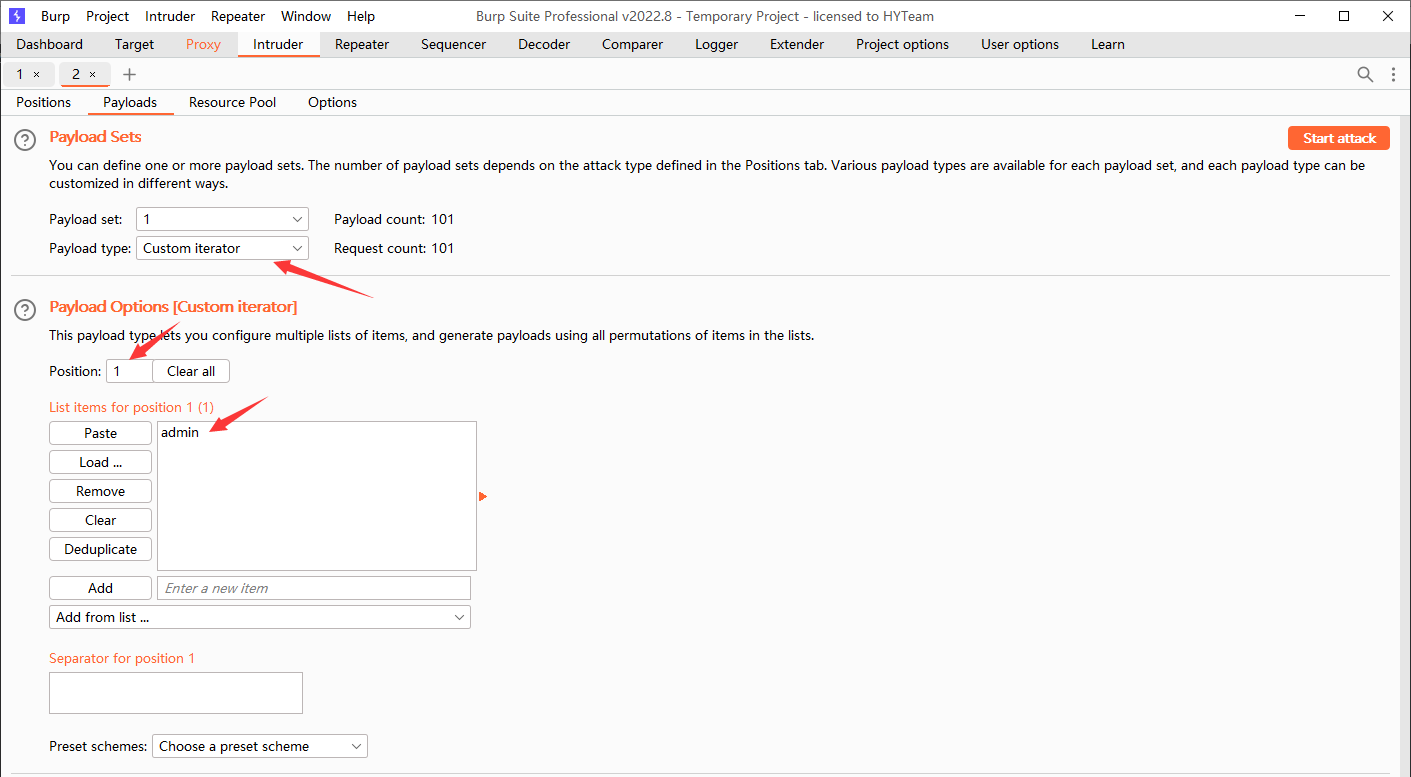 Burp Project Intruder Repeater Window Help Burp Suite Professional v2022.8 - Temporary Project - licensed to HYTeam
Dashboard Target Proxy Intruder Repeater Sequencer Decoder Comparer Logger Extender Project options User options Learn
1 × 2 ×
Positions Payloads Resource Pool Options
Payload Sets Start attack
You can define one or more payload sets. The number of payload sets depends on the attack type defined in the Positions tab. Various payload types are available for each payload set, and each payload type can be
customized in different ways.
Payload set: 1 Payload count: 101
Payload type: Custom iterator Request count: 101
Payload Options [Custom iterator]
This payload type lets you configure multiple lists of items, and generate payloads using all permutations of items in the lists.
Position: 1 Clear all
List items for position 1 (1)
Paste admin
Load ...
Remove
Clear
Deduplicate
Add Enter a new item
Add from list ...
Separator for position 1
Preset schemes: Choose a preset scheme